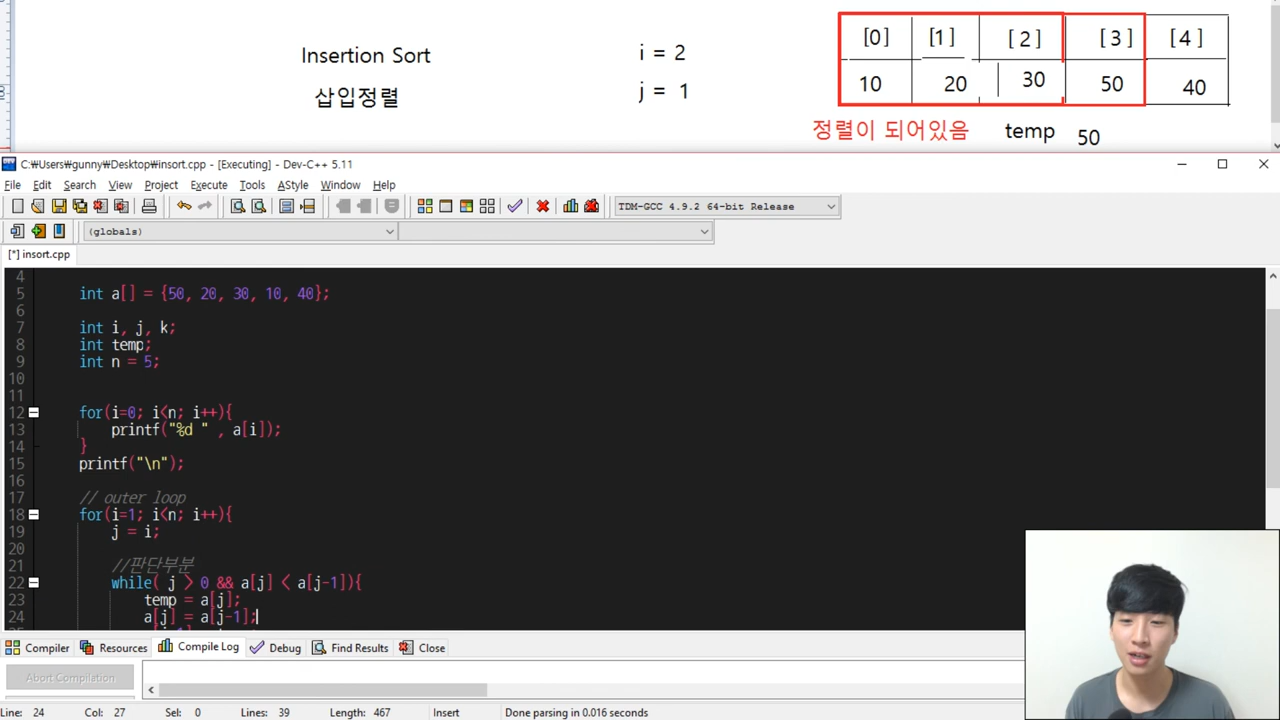 Insertion Sort
i = 2
삽입정렬
j = 1
[0] [1] [2] [3] [4]
10 20 30 50 40
정렬이 되어있음 temp 50
C:₩Users₩gunny₩Desktop₩insort.cpp - [Executing] - Dev-C++ 5.11
File Edit Search View Project Execute Tools AStyle Window Help
TDM-GCC 4.9.2 64-bit Release
(globals)
[*] insort.cpp
4
5 int a[] = {50, 20, 30, 10, 40};
6
7 int i, j, k;
8 int temp;
9 int n = 5;
10
11
12 for(i=0; i<n; i++){
13 printf("%d " , a[i]);
14 }
15 printf("\n");
16
17 // outer loop
18 for(i=1; i<n; i++){
19 j = i;
20
21 //판단부분
22 while( j > 0 && a[j] < a[j-1]){
23 temp = a[j];
24 a[j] = a[j-1];
Compiler Resources Compile Log Debug Find Results Close
Abort Compilation
Line: 24 Col: 27 Sel: 0 Lines: 39 Length: 467 Insert Done parsing in 0.016 seconds